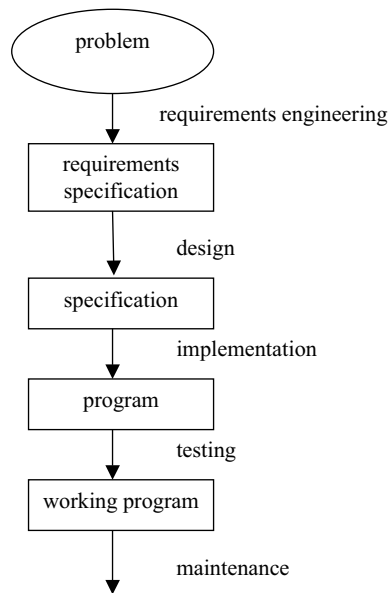 problem
requirements engineering
requirements
specification
design
specification
implementation
program
testing
working program
maintenance